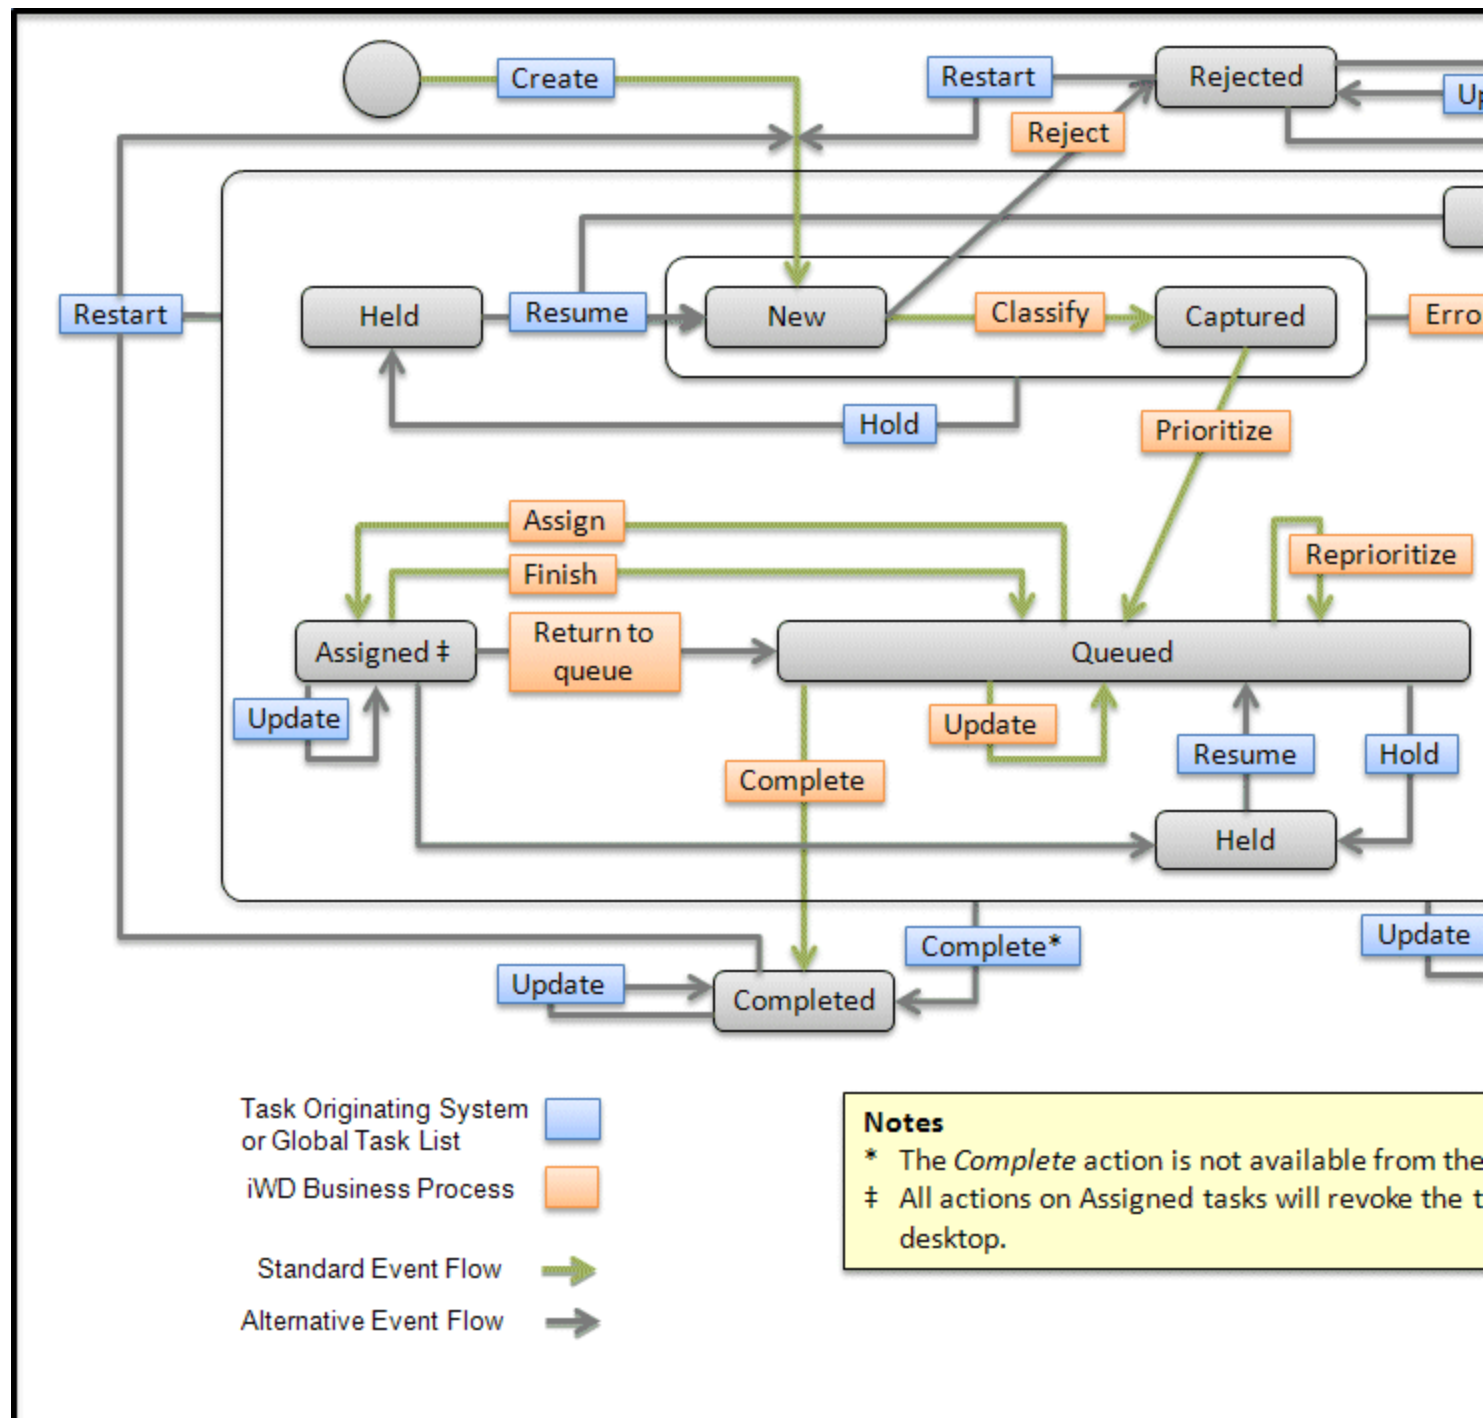 Create
Restart
Rejected
Reject
Restart
Held
Resume
New
Classify
Captured
Hold
Prioritize
Assign
Finish
Reprioritize
Assigned ‡
Return to
queue
Queued
Update
Update
Complete
Resume
Hold
Held
Complete*
Update
Update
Completed
Task Originating System
or Global Task List
iWD Business Process
Standard Event Flow
Alternative Event Flow
Notes
* The Complete action is not available from the
‡ All actions on Assigned tasks will revoke the
desktop.